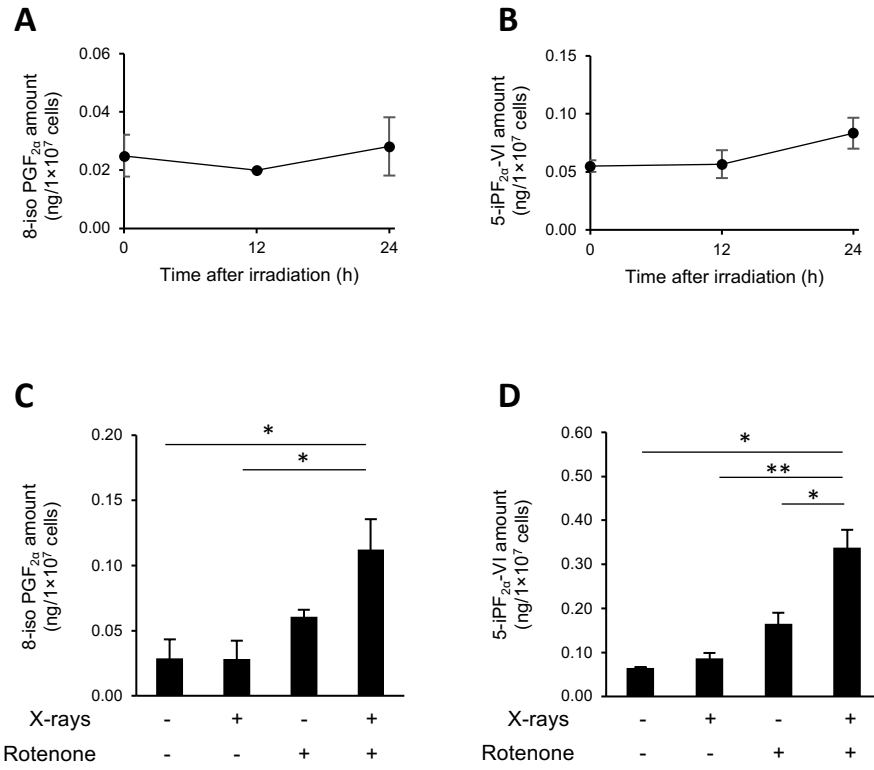 A
8-iso PGF2α amount
(ng/1×10⁷ cells)
0.06
0.04
0.02
0.00
0
12
24
Time after irradiation (h)
B
5-iPF2α-VI amount
(ng/1×10⁷ cells)
0.15
0.10
0.05
0.00
0
12
24
Time after irradiation (h)
C
8-iso PGF2α amount
(ng/1×10⁷ cells)
0.20
0.15
0.10
0.05
0.00
*
*
X-rays - + - +
Rotenone - - + +
D
5-iPF2α-VI amount
(ng/1×10⁷ cells)
0.60
0.50
0.40
0.30
0.20
0.10
0.00
*
**
*
X-rays - + - +
Rotenone - - + +